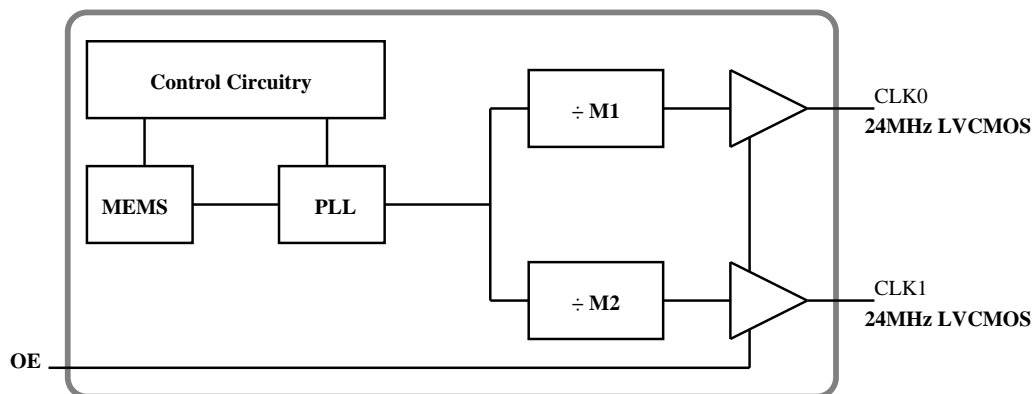 Control Circuitry
÷ M1
CLK0
24MHz LVCMOS
MEMS
PLL
÷ M2
CLK1
24MHz LVCMOS
OE